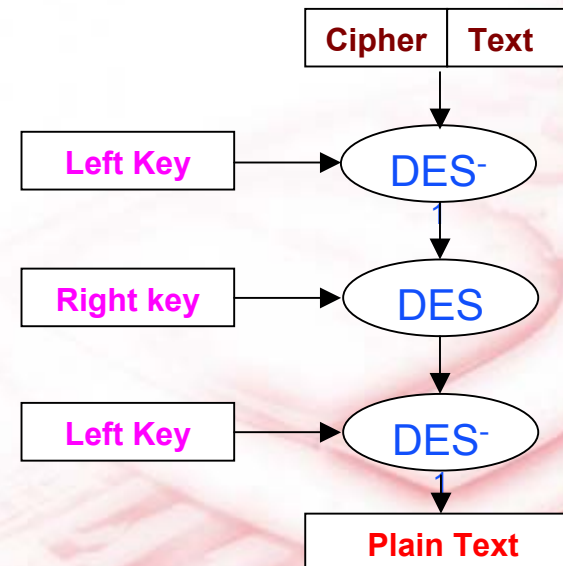 Cipher Text
Left Key
DES-
1
Right key
DES
Left Key
DES-
1
Plain Text